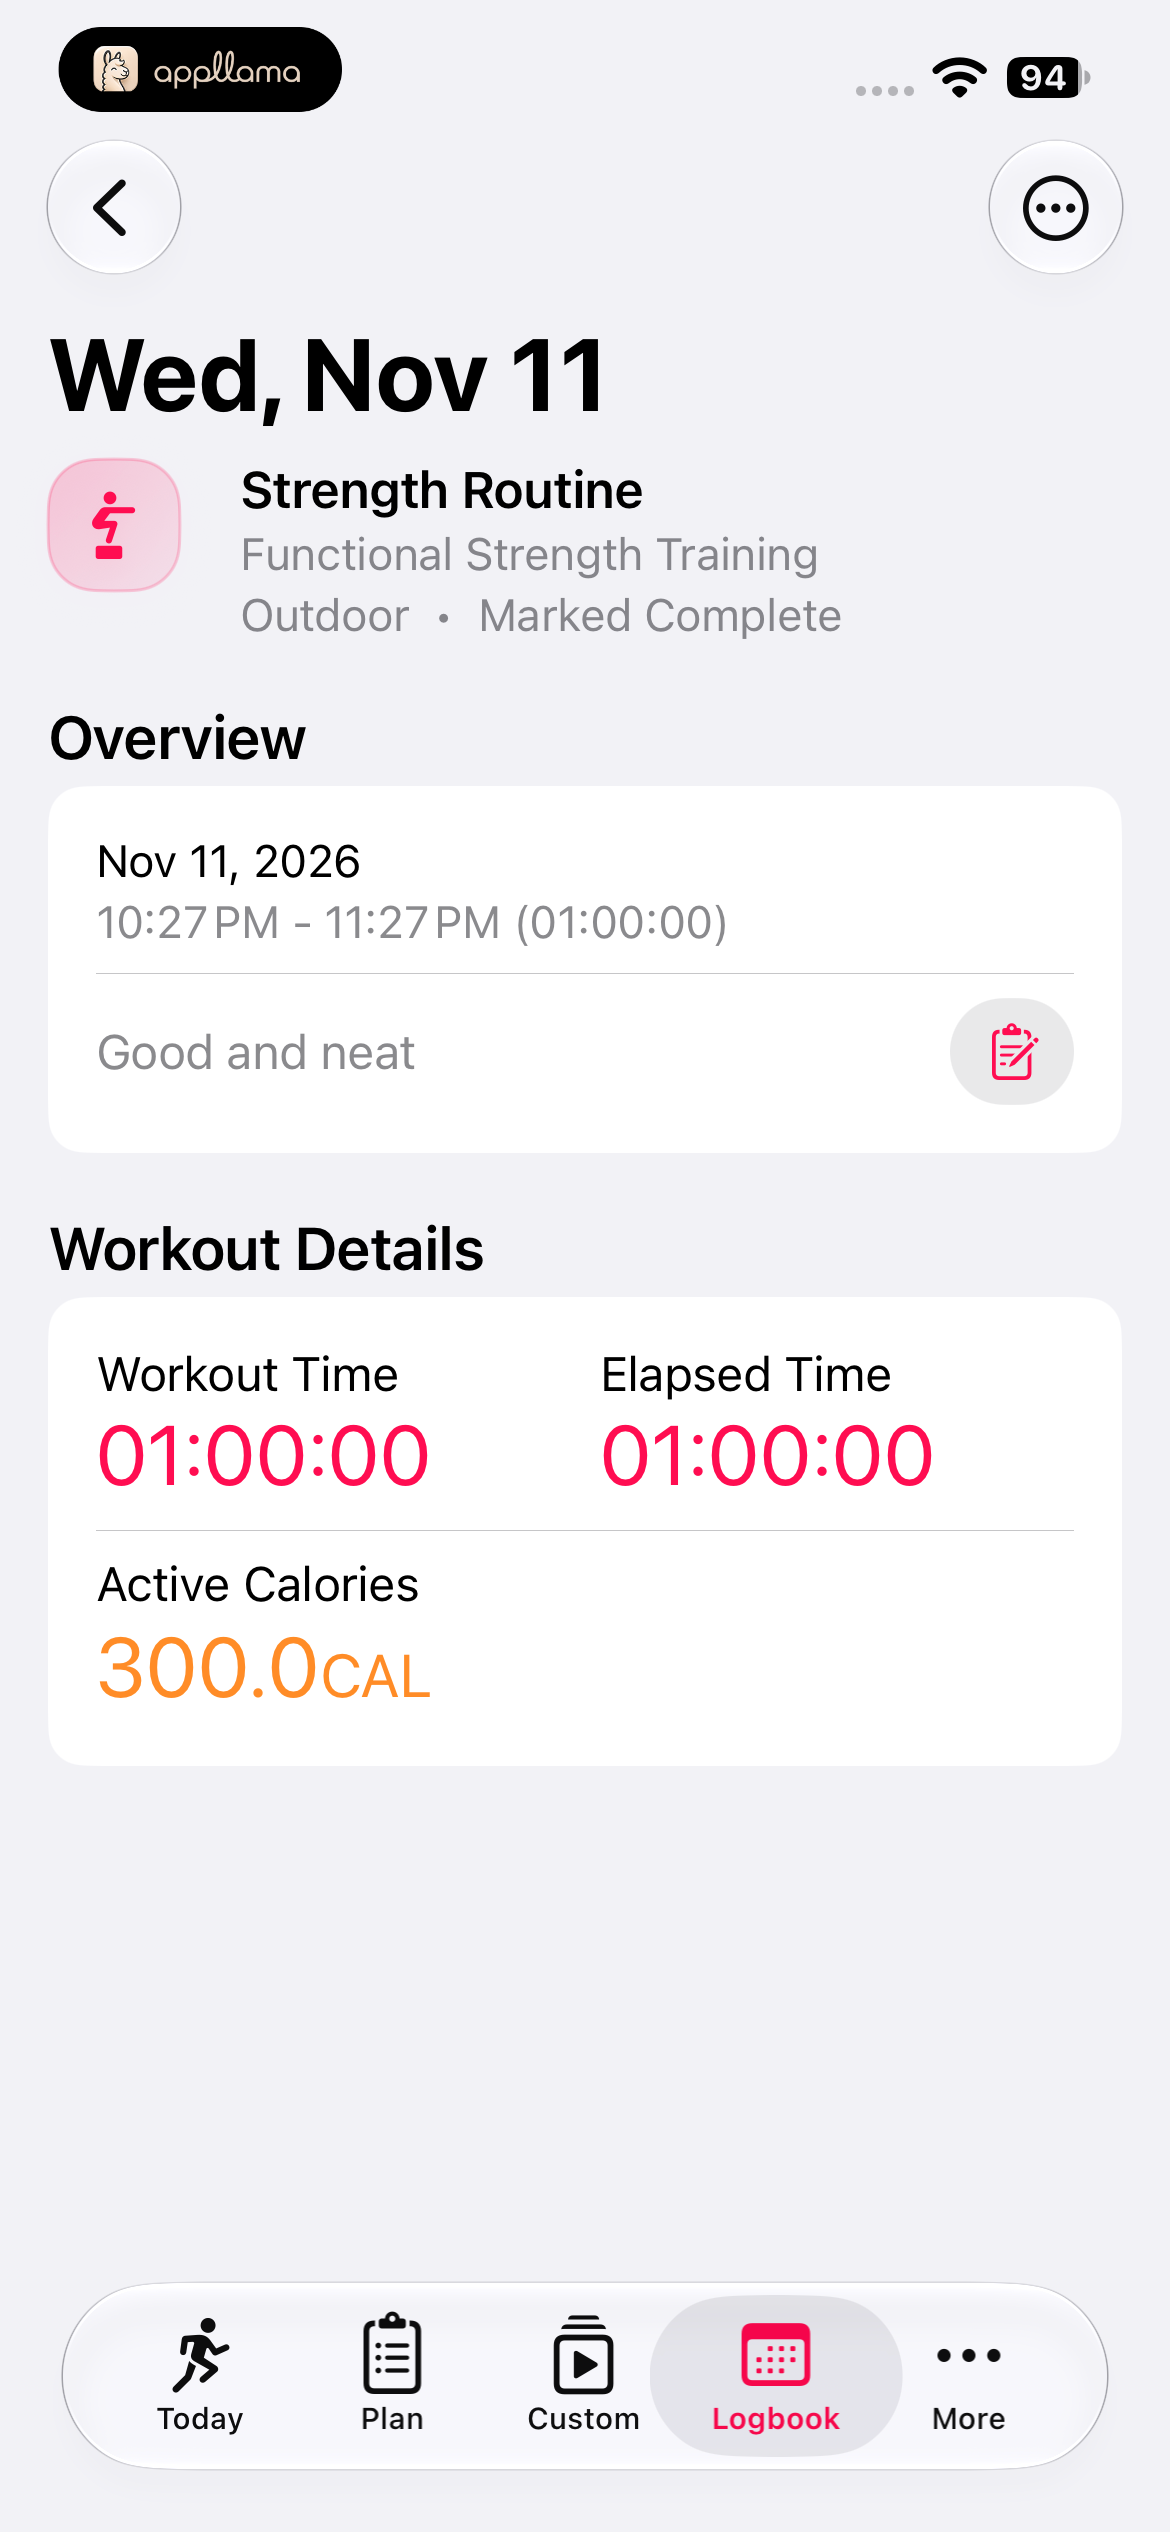 appllama
94
Wed, Nov 11
Strength Routine
Functional Strength Training
Outdoor • Marked Complete
Overview
Nov 11, 2026
10:27 PM - 11:27 PM (01:00:00)
Good and neat
Workout Details
Workout Time Elapsed Time
01:00:00 01:00:00
Active Calories
300.0CAL
Today Plan Custom Logbook More